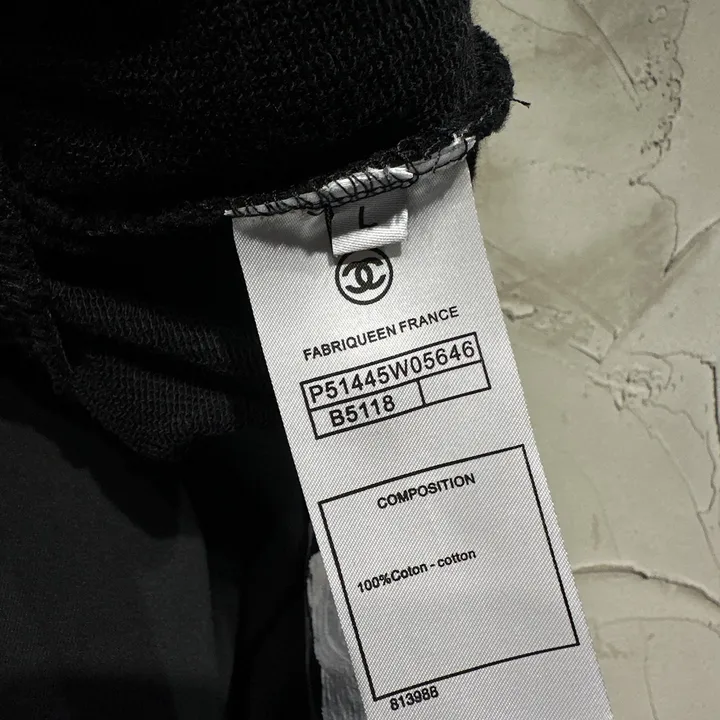 L
FABRIQUEEN FRANCE
P51445W05646
B5118
COMPOSITION
100%Coton - cotton
813988